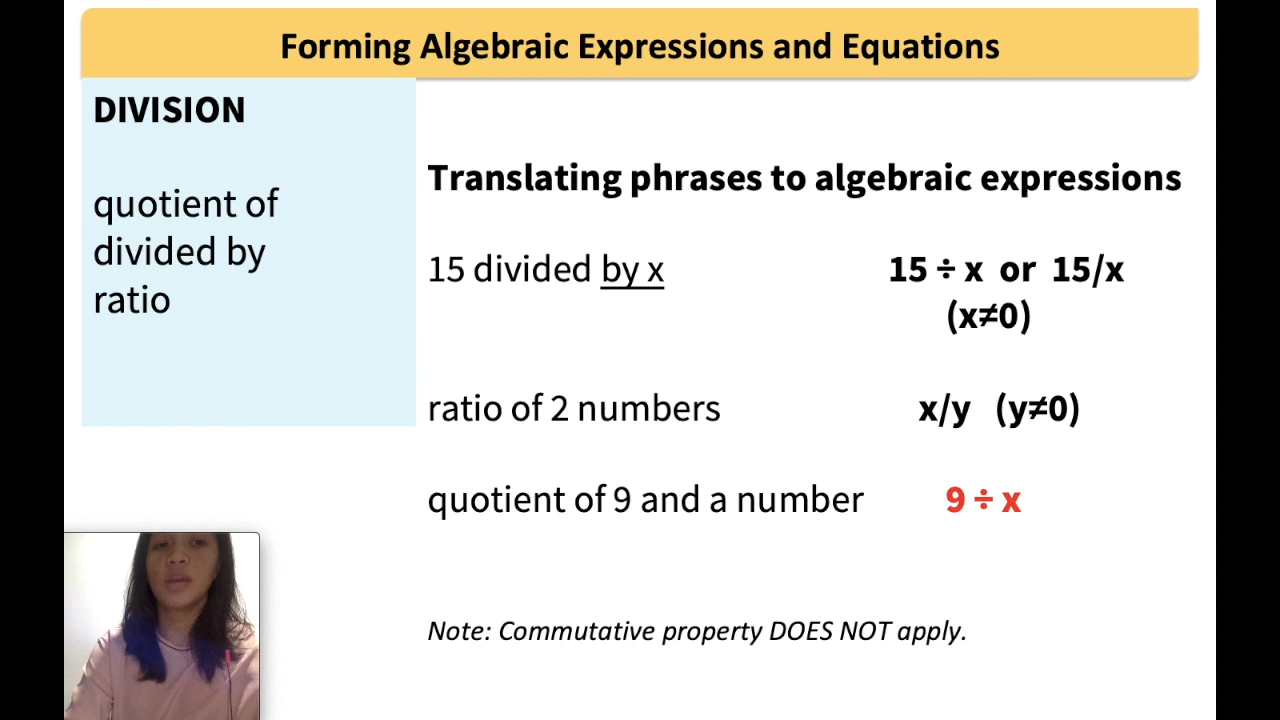 Forming Algebraic Expressions and Equations
DIVISION
quotient of
divided by
ratio
Translating phrases to algebraic expressions
15 divided by x 15 ÷ x or 15/x
(x≠0)
ratio of 2 numbers x/y (y≠0)
quotient of 9 and a number 9 ÷ x
Note: Commutative property DOES NOT apply.